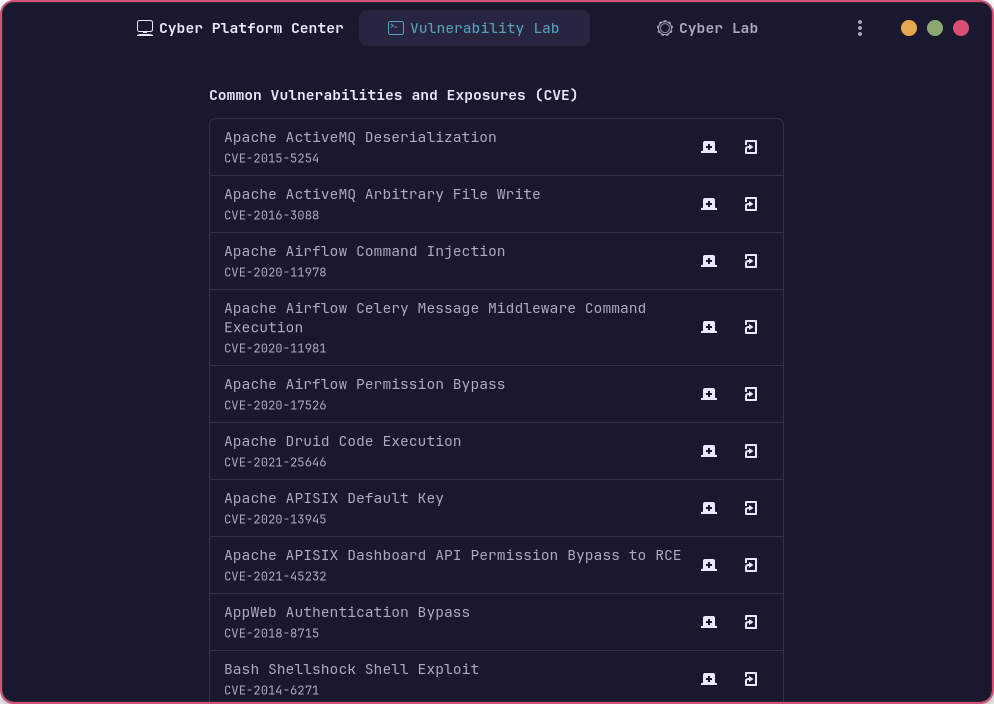 Cyber Platform Center
Vulnerability Lab
Cyber Lab
Common Vulnerabilities and Exposures (CVE)
Apache ActiveMQ Deserialization
CVE-2015-5254
Apache ActiveMQ Arbitrary File Write
CVE-2016-3088
Apache Airflow Command Injection
CVE-2020-11978
Apache Airflow Celery Message Middleware Command
Execution
CVE-2020-11981
Apache Airflow Permission Bypass
CVE-2020-17526
Apache Druid Code Execution
CVE-2021-25646
Apache APISIX Default Key
CVE-2020-13945
Apache APISIX Dashboard API Permission Bypass to RCE
CVE-2021-45232
AppWeb Authentication Bypass
CVE-2018-8715
Bash Shellshock Shell Exploit
CVE-2014-6271